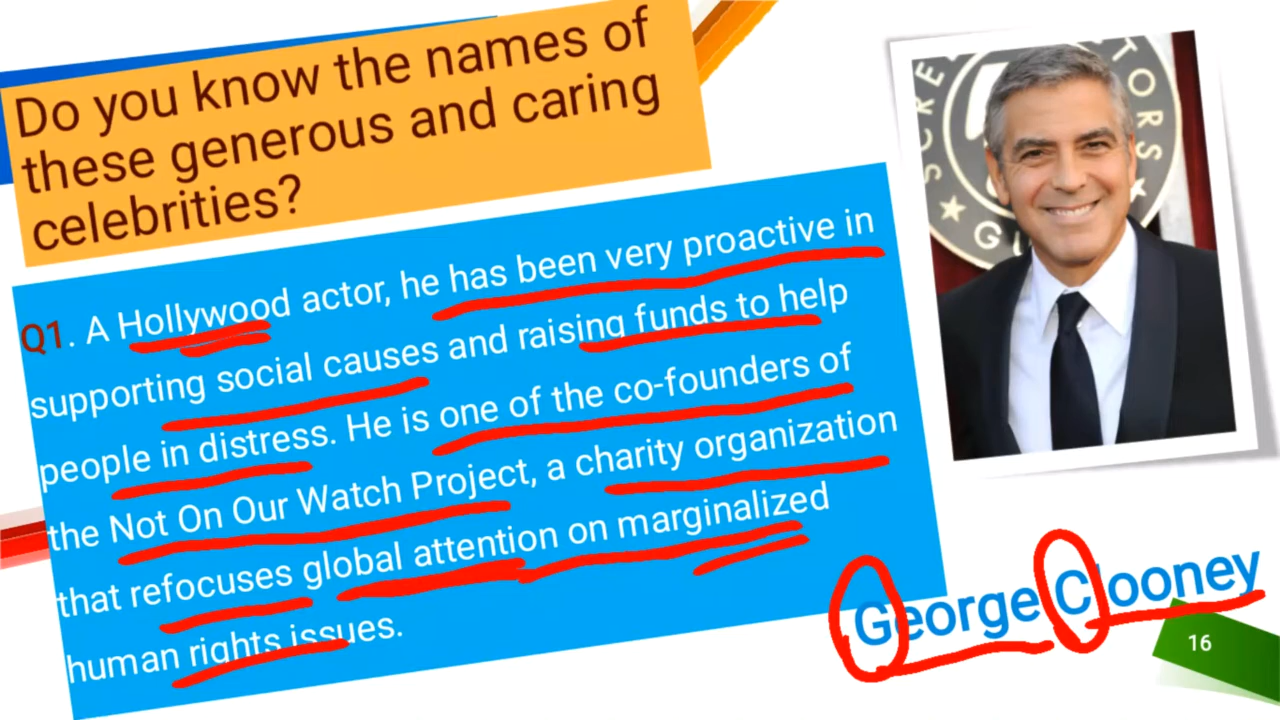 Do you know the names of
these generous and caring
celebrities?
Q1. A Hollywood actor, he has been very proactive in
supporting social causes and raising funds to help
people in distress. He is one of the co-founders of
the Not On Our Watch Project, a charity organization
that refocuses global attention on marginalized
human rights issues.
George Clooney
16